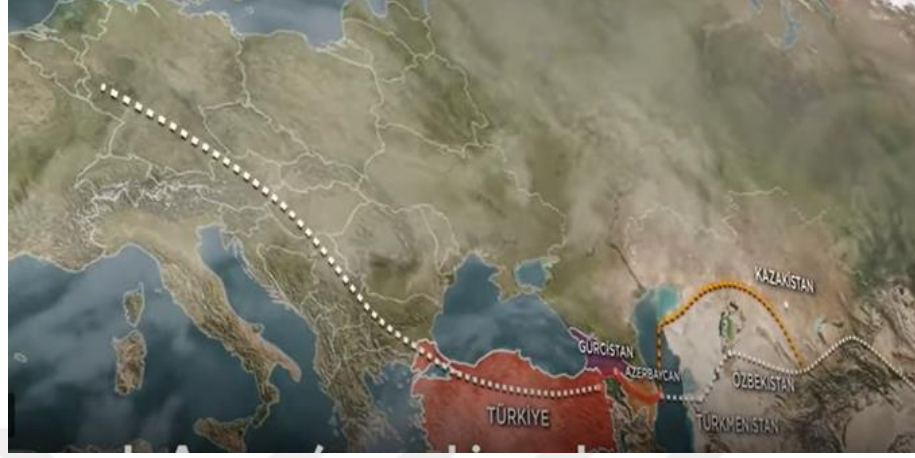 KAZAKİSTAN
GÜRCİSTAN
AZERBAYCAN
ÖZBEKİSTAN
TÜRKİYE
TÜRKMENİSTAN